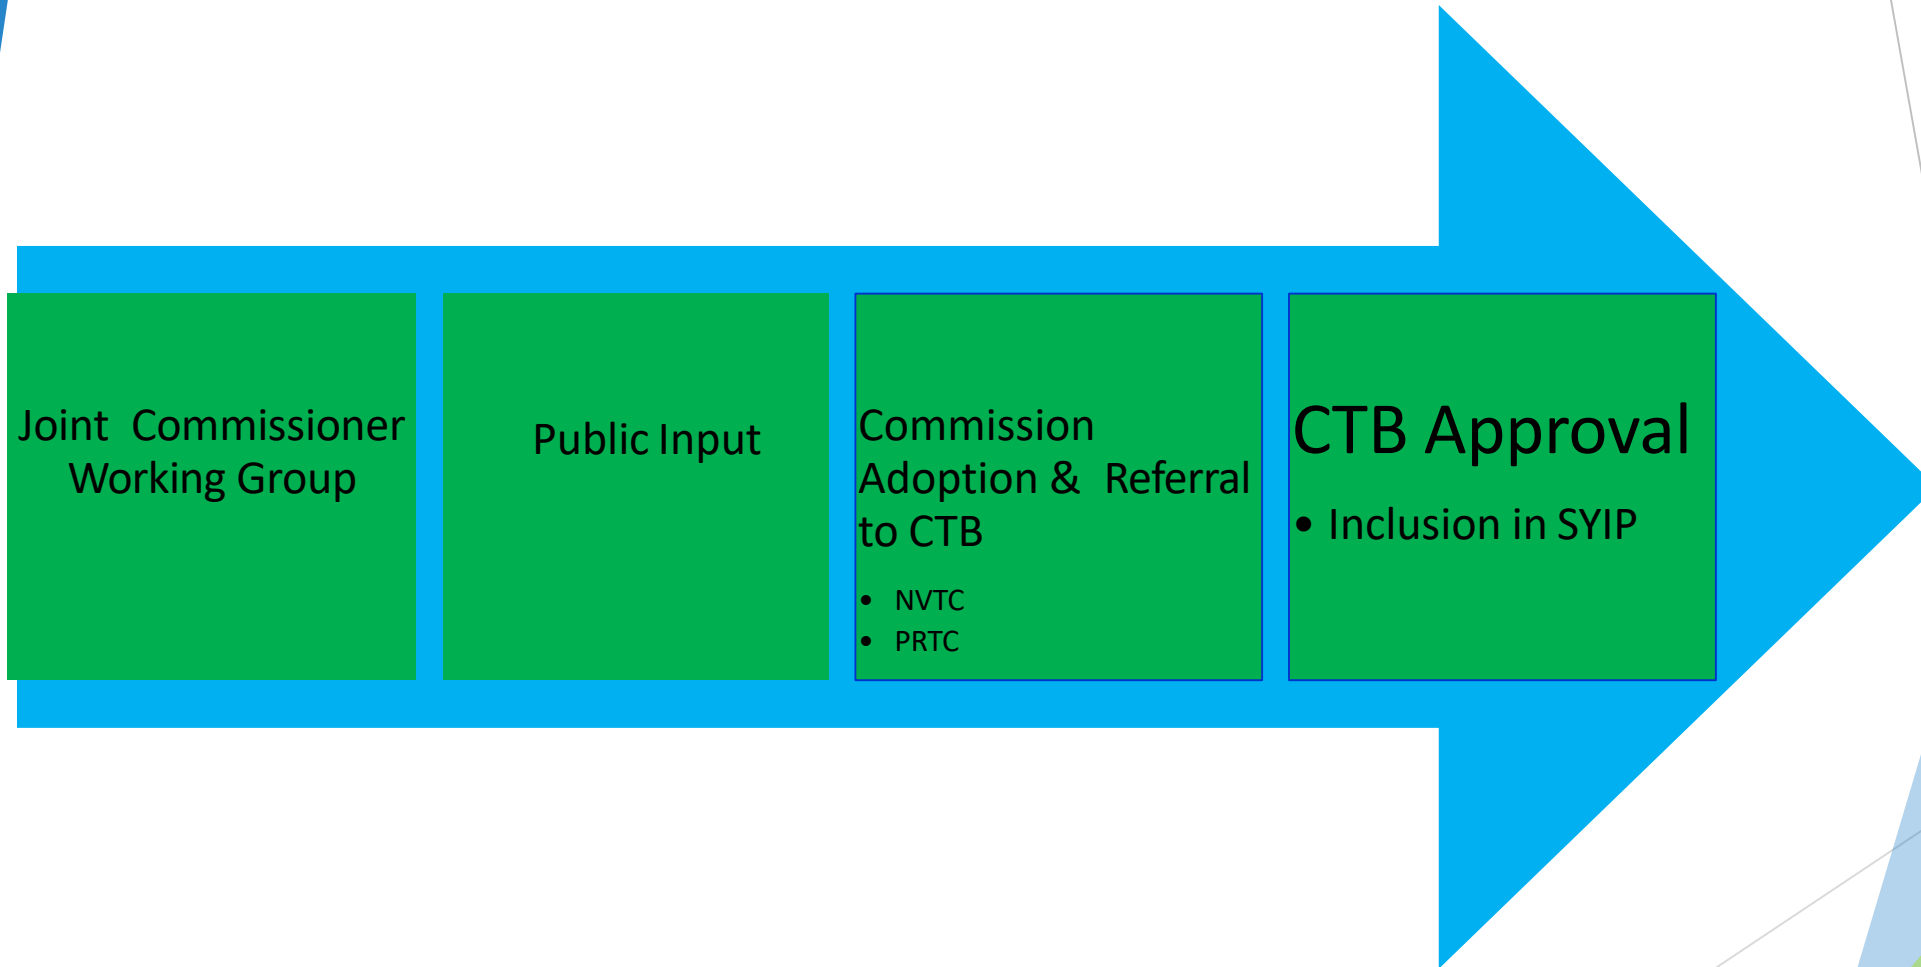 Joint Commissioner
Working Group
Public Input
Commission
Adoption & Referral
to CTB
• NVTC
• PRTC
CTB Approval
• Inclusion in SYIP